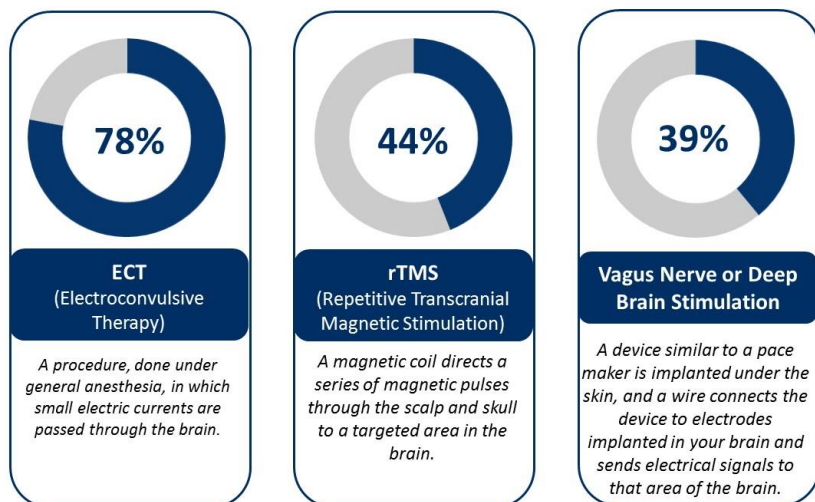 78%
ECT
(Electroconvulsive
Therapy)
A procedure, done under
general anesthesia, in which
small electric currents are
passed through the brain.
44%
rTMS
(Repetitive Transcranial
Magnetic Stimulation)
A magnetic coil directs a
series of magnetic pulses
through the scalp and skull
to a targeted area in the
brain.
39%
Vagus Nerve or Deep
Brain Stimulation
A device similar to a pace
maker is implanted under the
skin, and a wire connects the
device to electrodes
implanted in your brain and
sends electrical signals to
that area of the brain.